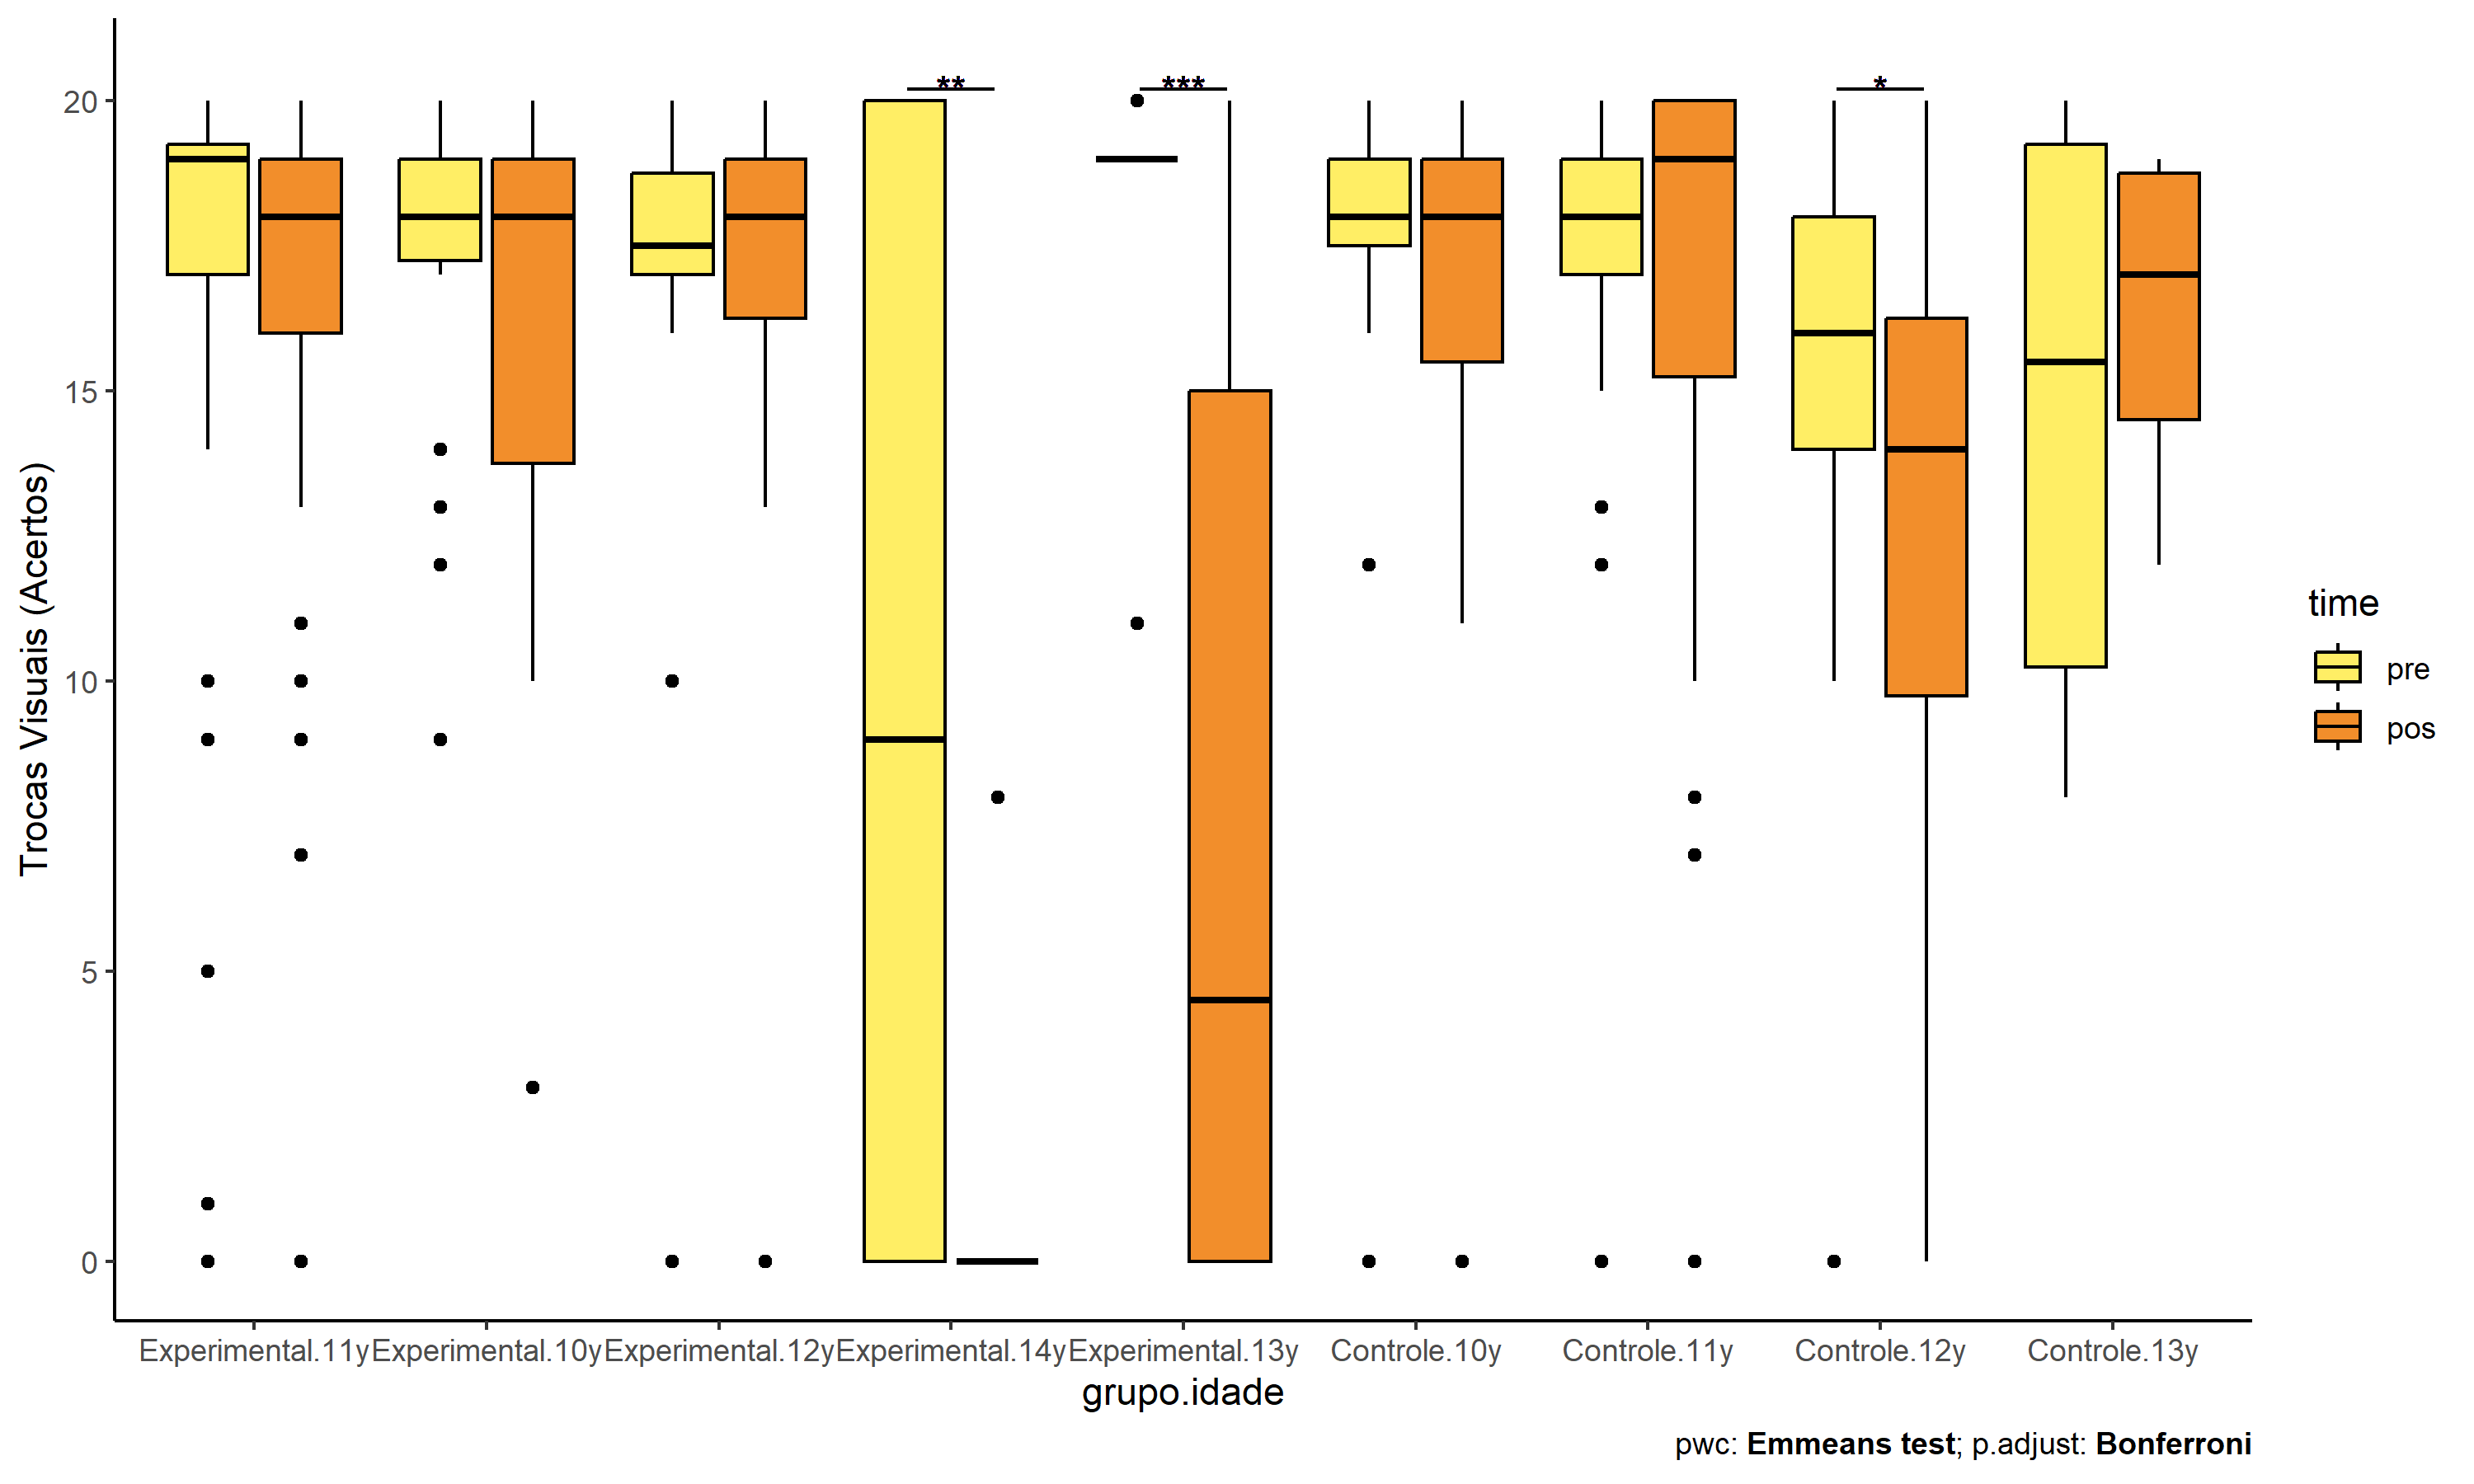 Trocas Visuais (Acertos)
20
15
10
5
0
**
***
*
Experimental.11y Experimental.10y Experimental.12y Experimental.14y Experimental.13y Controle.10y Controle.11y Controle.12y Controle.13y
grupo.idade
time
pre
pos
pwc: Emmeans test; p.adjust: Bonferroni